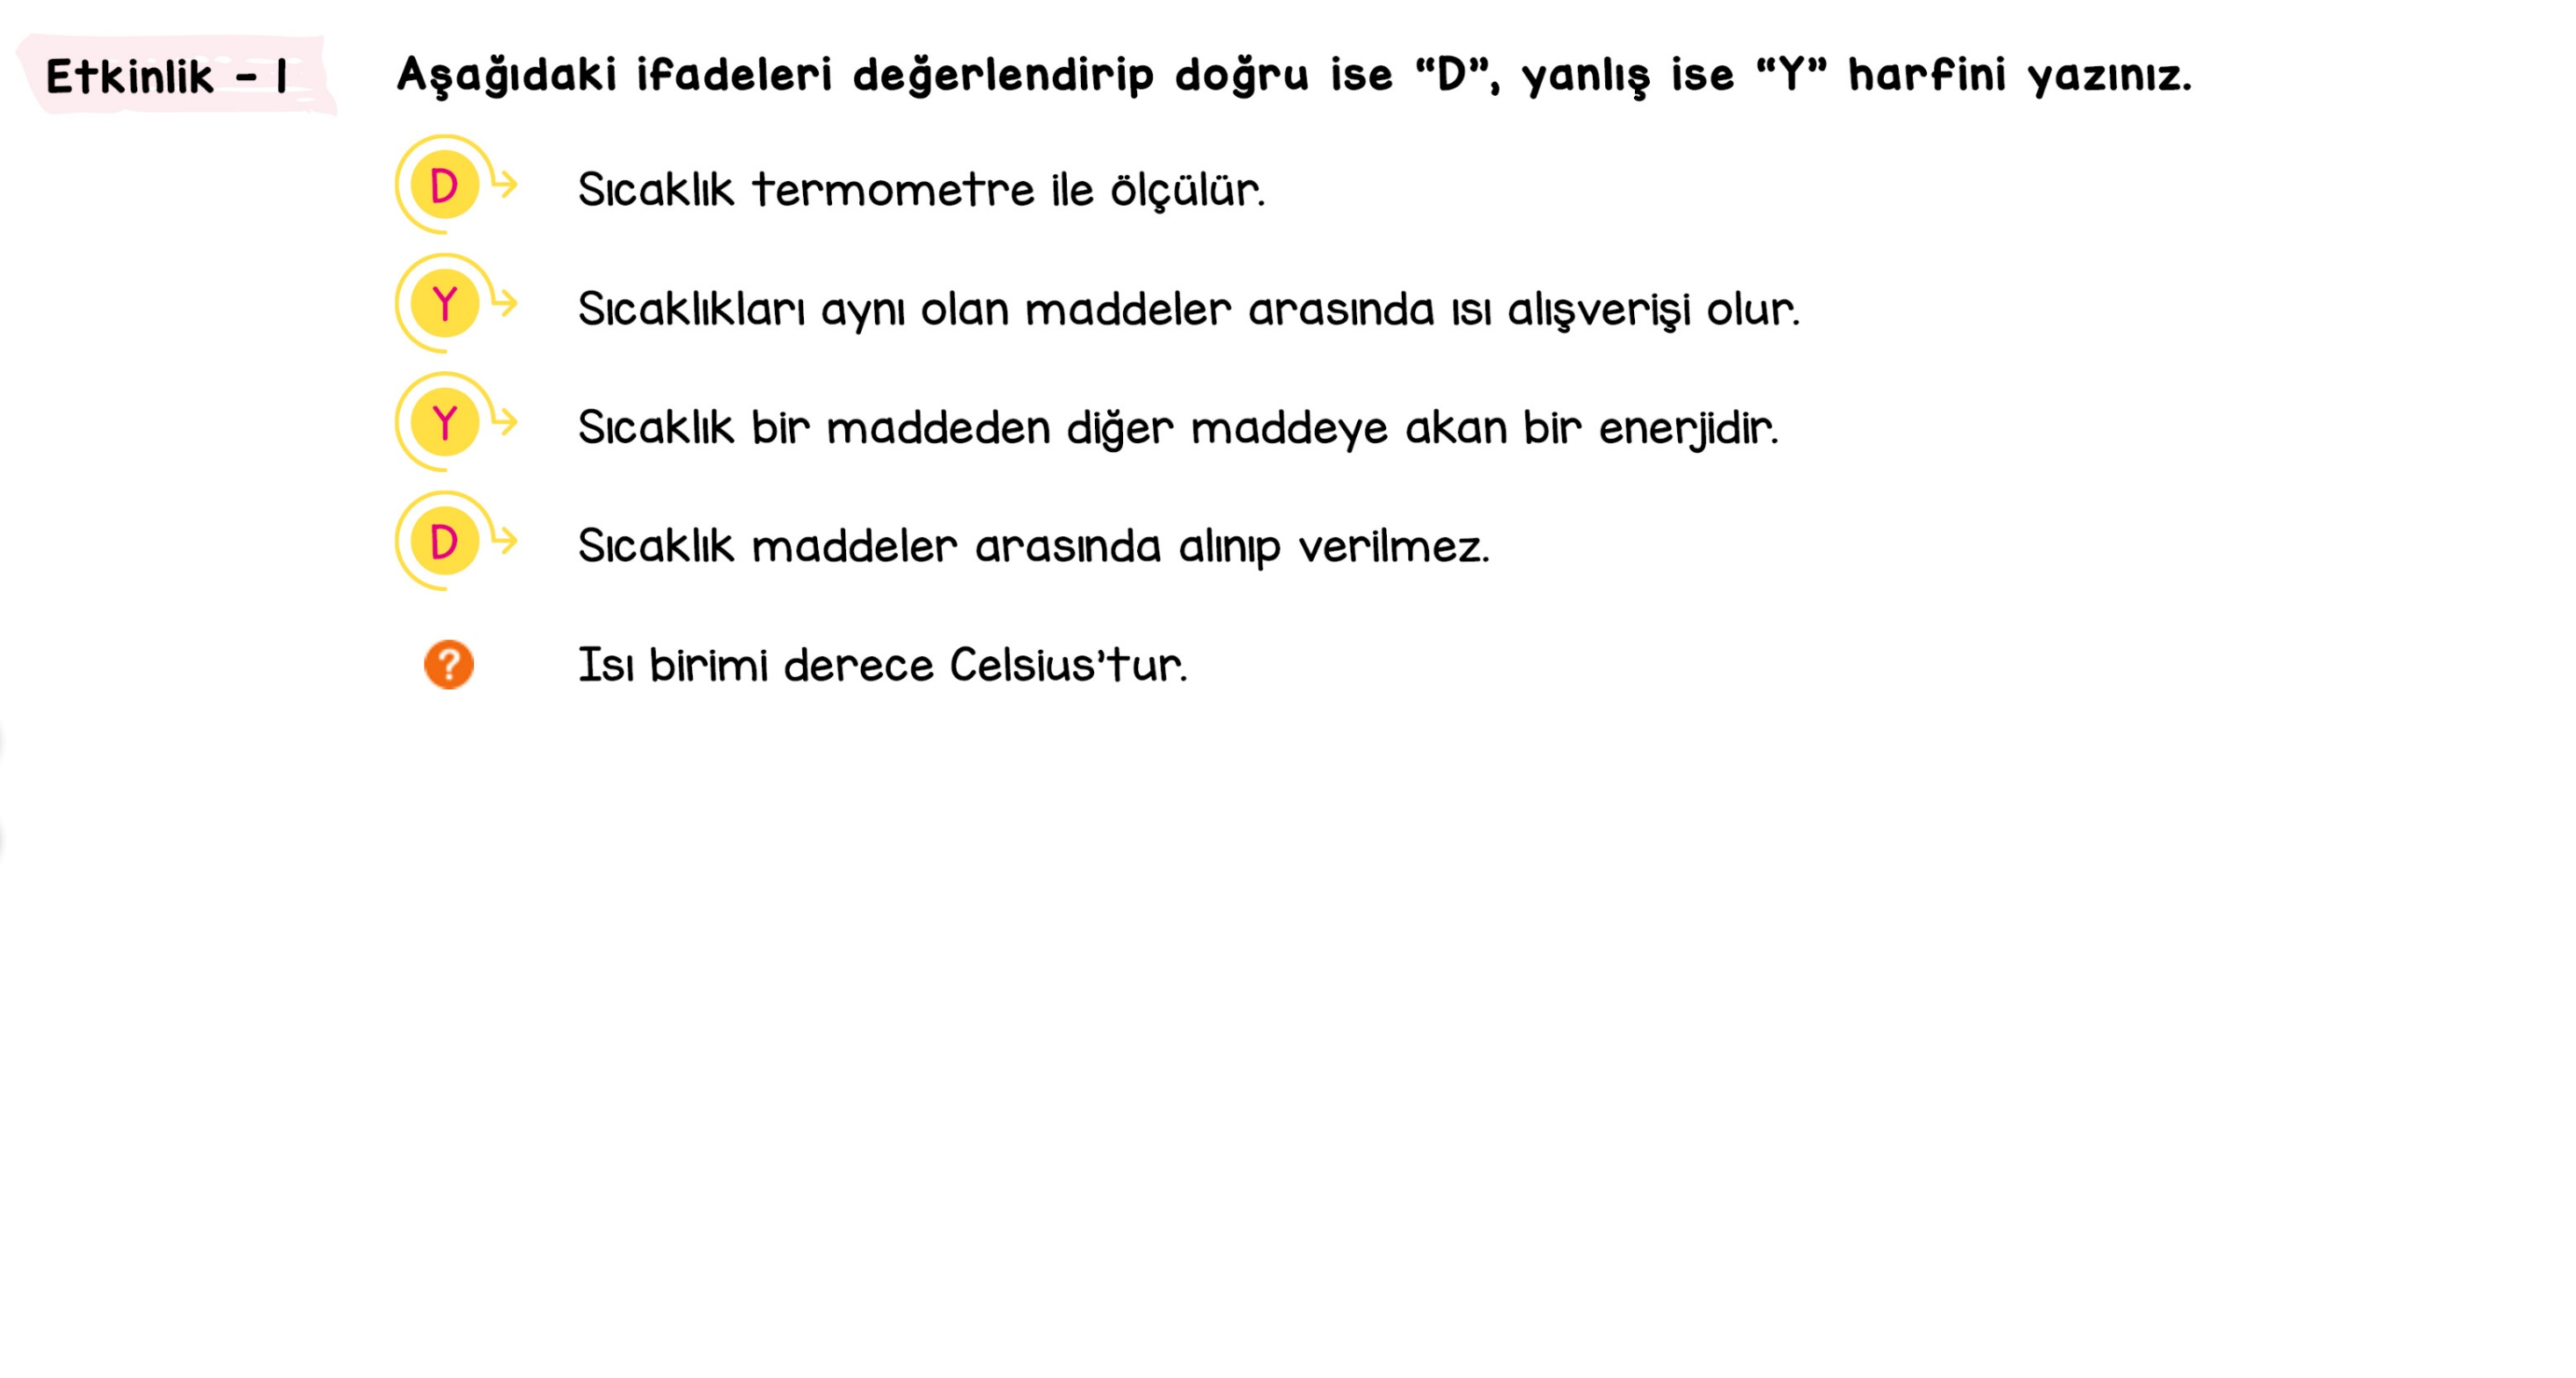 Etkinlik - I
Aşağıdaki ifadeleri değerlendirip doğru ise “D”, yanlış ise “Y” harfini yazınız.
D Sıcaklık termometre ile ölçülür.
Y Sıcaklıkları aynı olan maddeler arasında ısı alışverişi olur.
Y Sıcaklık bir maddeden diğer maddeye akan bir enerjidir.
D Sıcaklık maddeler arasında alınıp verilmez.
? Isı birimi derece Celsius’tur.